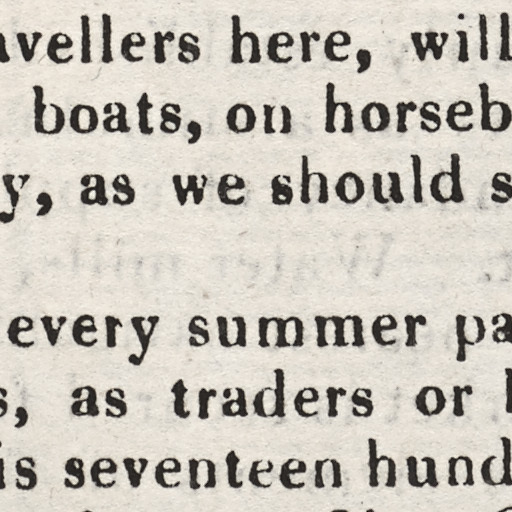 avellers here, will
boats, on horseb
y, as we should s
every summer pa
s, as traders or
is seventeen hund